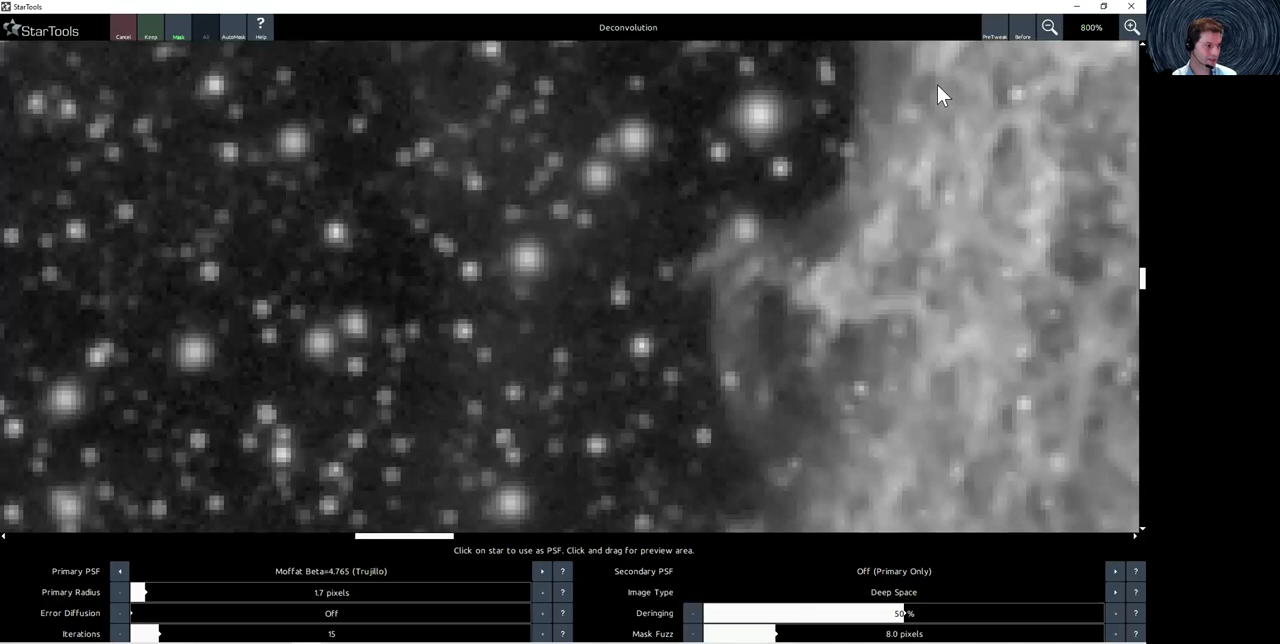 StarTools
StarTools
Cancel
Keep
Mask
All
AutoMask
?
Help
Deconvolution
PreTweak
Before
800%
Click on star to use as PSF. Click and drag for preview area.
Primary PSF
Moffat Beta=4.765 (Trujillo)
?
Secondary PSF
Off (Primary Only)
?
Primary Radius
-
1.7 pixels
+
?
Image Type
Deep Space
?
Error Diffusion
-
Off
+
?
Deringing
-
50 %
+
?
Iterations
-
15
+
?
Mask Fuzz
-
8.0 pixels
+
?